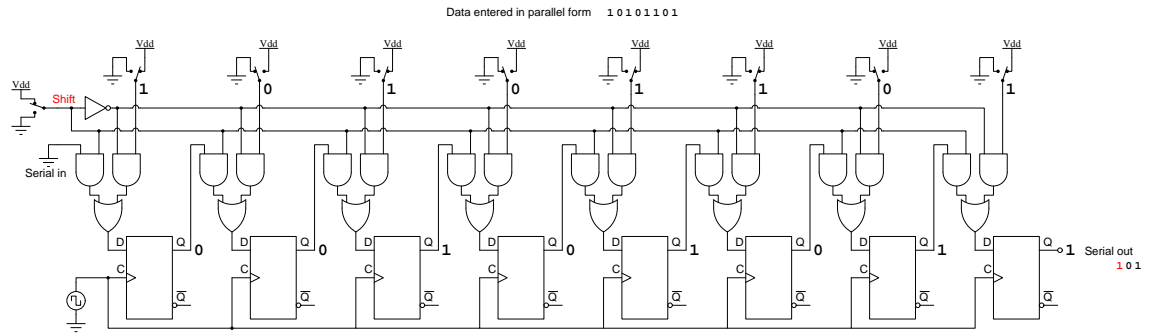 Data entered in parallel form 1 0 1 0 1 1 0 1
Vdd Vdd Vdd Vdd Vdd Vdd Vdd Vdd
Vdd
Shift
1 0 1 0 1 1 0 1
Serial in
D Q D Q D Q D Q D Q D Q D Q D Q
0 0 1 0 1 0 1 1 Serial out
1 0 1
C C C C C C C C
Q Q Q Q Q Q Q Q